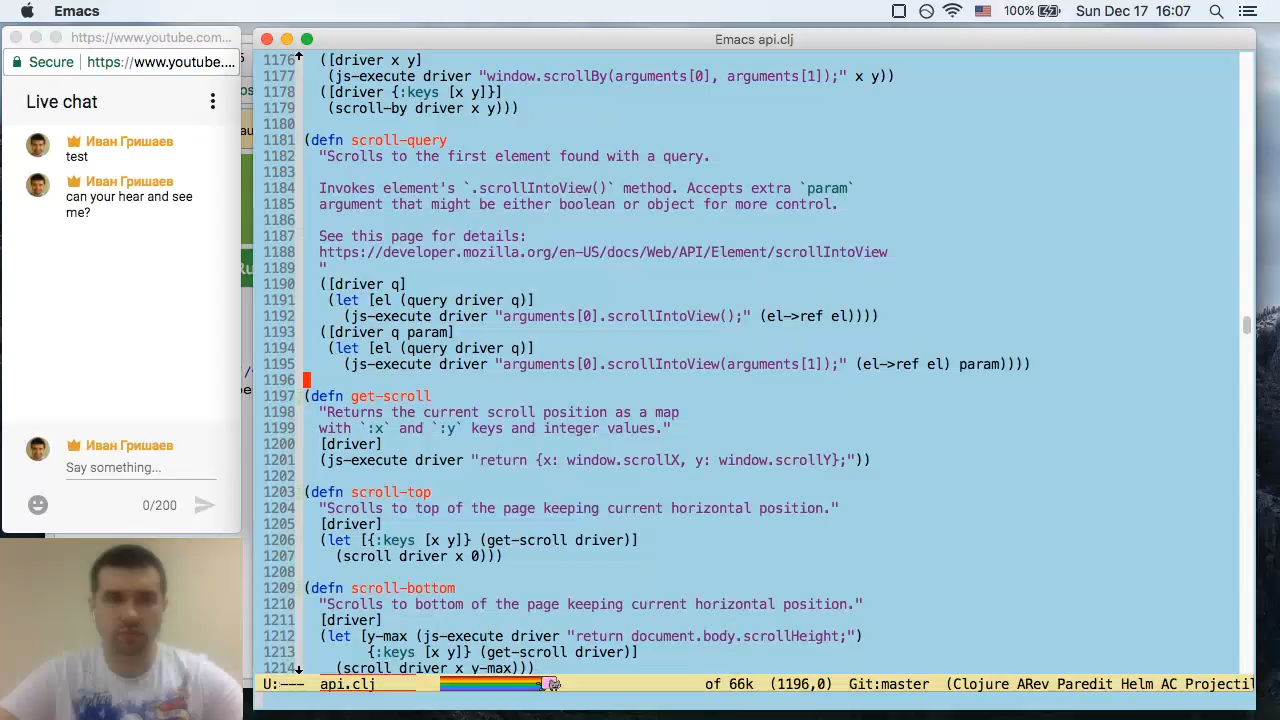 Emacs
100%
Sun Dec 17 16:07
https://www.youtube.com...
Secure
https://www.youtube....
Live chat
Иван Гришаев
test
Иван Гришаев
can your hear and see
me?
Иван Гришаев
Say something...
0/200
Emacs api.clj
1176 ([driver x y]
1177 (js-execute driver "window.scrollBy(arguments[0], arguments[1]);" x y))
1178 ([driver {:keys [x y]}]
1179 (scroll-by driver x y)))
1180
1181 (defn scroll-query
1182 "Scrolls to the first element found with a query.
1183
1184 Invokes element's `.scrollIntoView()` method. Accepts extra `param`
1185 argument that might be either boolean or object for more control.
1186
1187 See this page for details:
1188 https://developer.mozilla.org/en-US/docs/Web/API/Element/scrollIntoView
1189 "
1190 ([driver q]
1191 (let [el (query driver q)]
1192 (js-execute driver "arguments[0].scrollIntoView();" (el->ref el))))
1193 ([driver q param]
1194 (let [el (query driver q)]
1195 (js-execute driver "arguments[0].scrollIntoView(arguments[1]);" (el->ref el) param))))
1196
1197 (defn get-scroll
1198 "Returns the current scroll position as a map
1199 with `:x` and `:y` keys and integer values."
1200 [driver]
1201 (js-execute driver "return {x: window.scrollX, y: window.scrollY};"))
1202
1203 (defn scroll-top
1204 "Scrolls to top of the page keeping current horizontal position."
1205 [driver]
1206 (let [{:keys [x y]} (get-scroll driver)]
1207 (scroll driver x 0)))
1208
1209 (defn scroll-bottom
1210 "Scrolls to bottom of the page keeping current horizontal position."
1211 [driver]
1212 (let [y-max (js-execute driver "return document.body.scrollHeight;")
1213 {:keys [x y]} (get-scroll driver)]
1214 (scroll driver x y-max)))
U:--- api.clj of 66k (1196,0) Git:master (Clojure ARev Paredit Helm AC Projectil